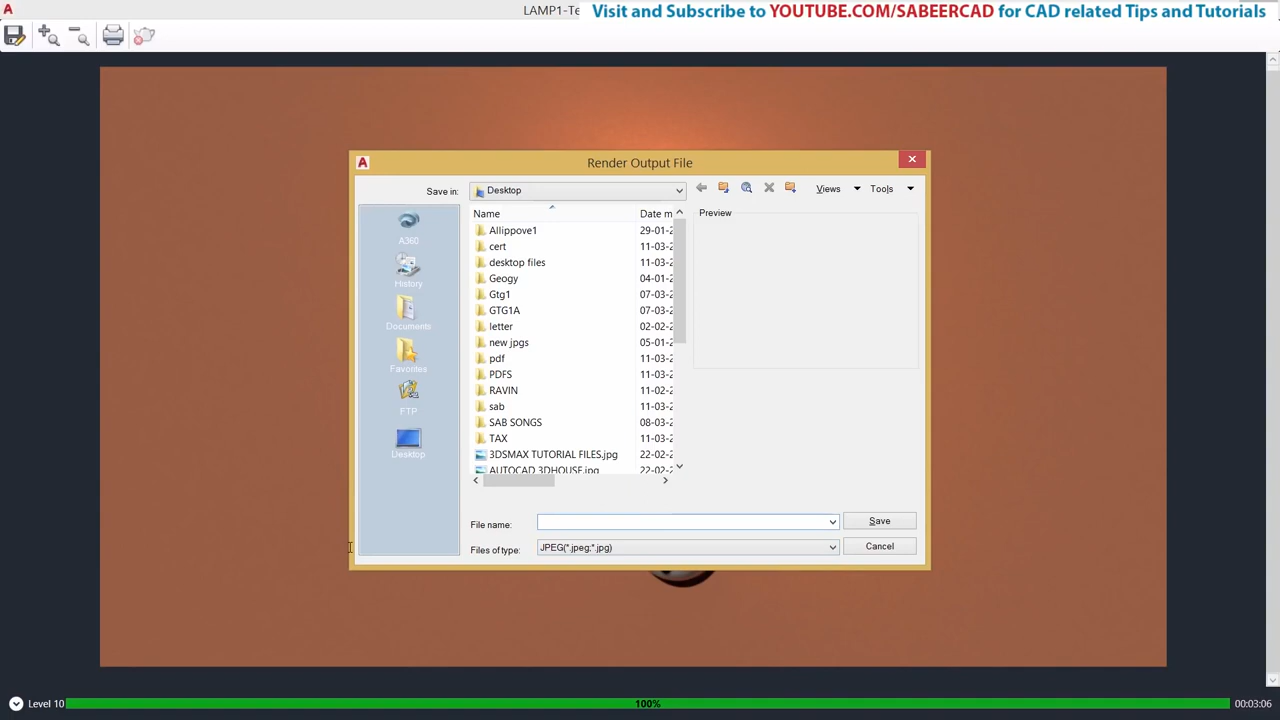 LAMP1-Te
Visit and Subscribe to YOUTUBE.COM/SABEERCAD for CAD related Tips and Tutorials
Render Output File
Save in:
Desktop
Views
Tools
Name
Date m
Preview
A360
History
Documents
Favorites
FTP
Desktop
Allippove1 29-01-2
cert 11-03-2
desktop files 11-03-2
Geogy 04-01-2
Gtg1 07-03-2
GTG1A 07-03-2
letter 02-02-2
new jpgs 05-01-2
pdf 11-03-2
PDFS 11-03-2
RAVIN 11-02-2
sab 11-03-2
SAB SONGS 08-03-2
TAX 11-03-2
3DSMAX TUTORIAL FILES.jpg 22-02-2
AUTOCAD 3DHOUSE.jpg 22-02-2
File name:
Save
Files of type:
JPEG(*.jpeg;*.jpg)
Cancel
Level 10
100%
00:03:06